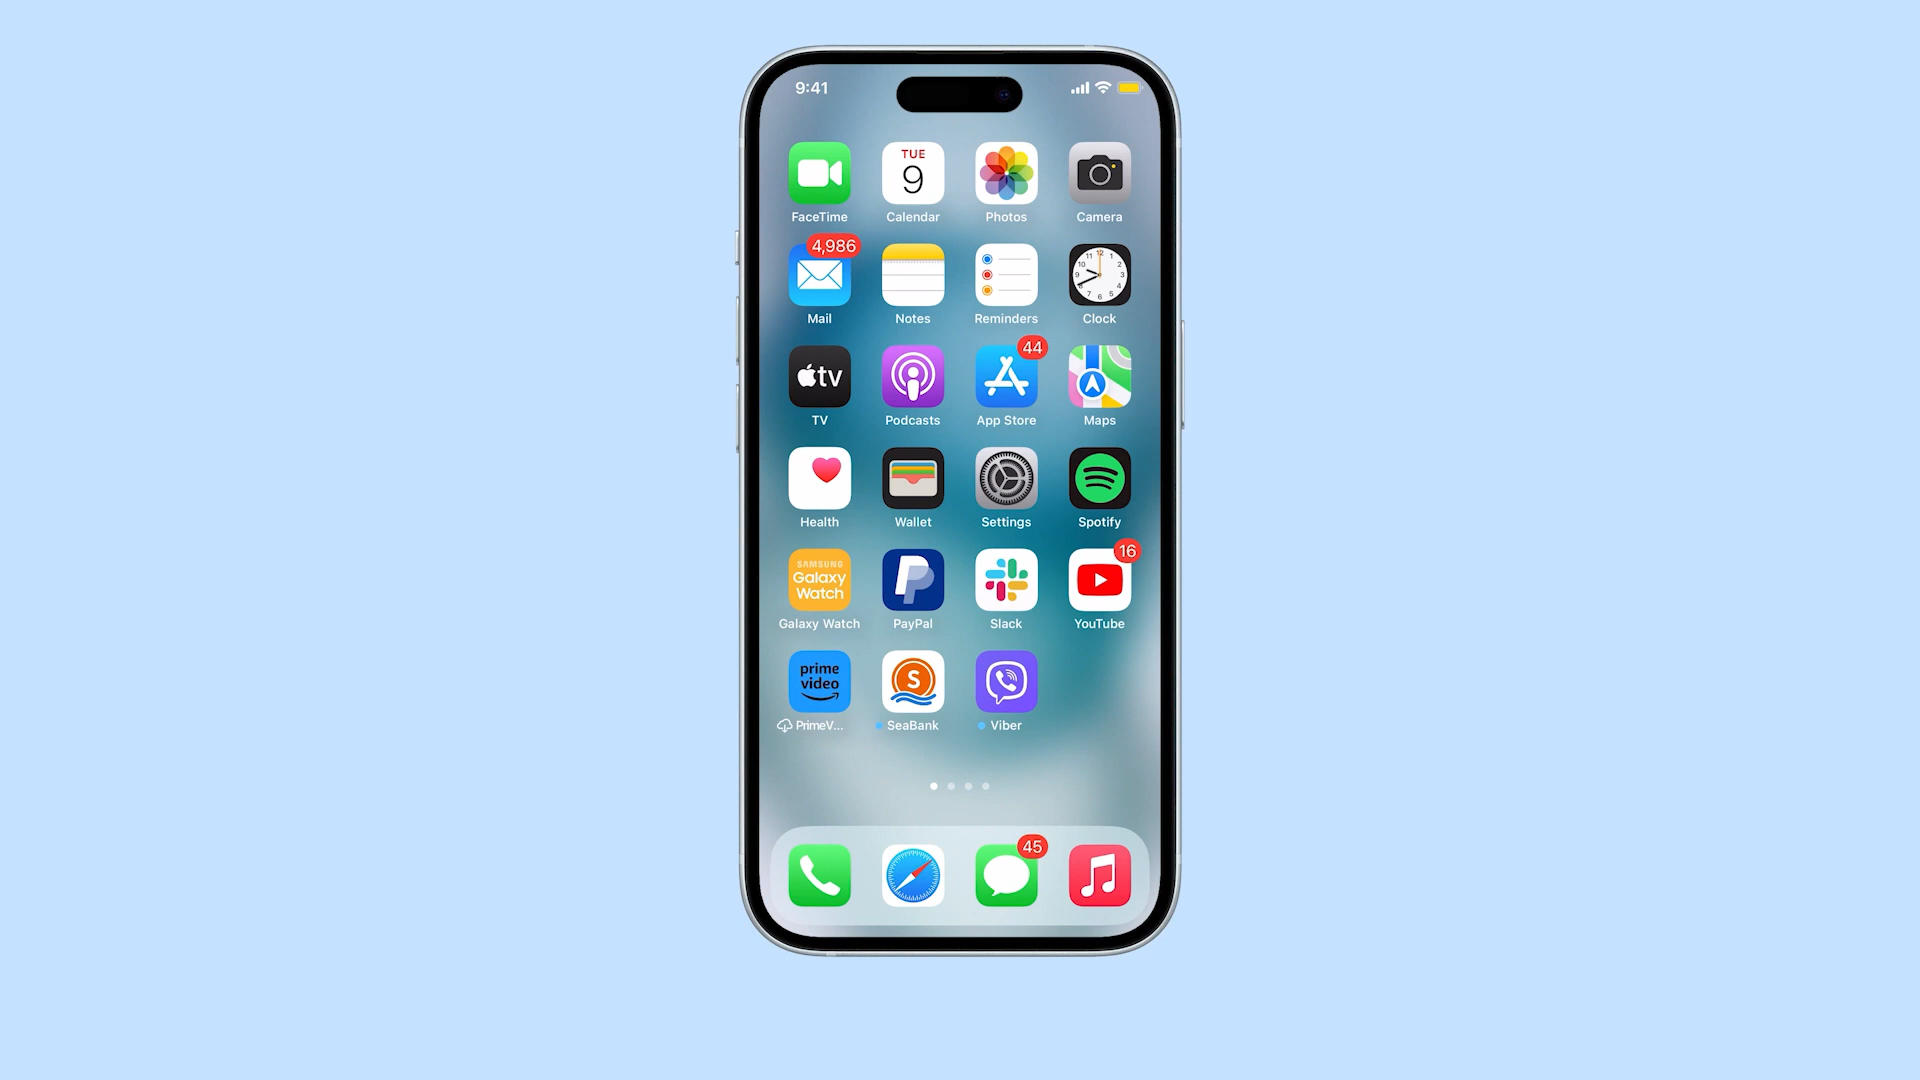 9:41
TUE
9
FaceTime
Calendar
Photos
Camera
4,986
Mail
Notes
Reminders
Clock
tv
44
TV
Podcasts
App Store
Maps
Health
Wallet
Settings
Spotify
SAMSUNG
Galaxy
Watch
16
Galaxy Watch
PayPal
Slack
YouTube
prime
video
S
PrimeV...
SeaBank
Viber
45